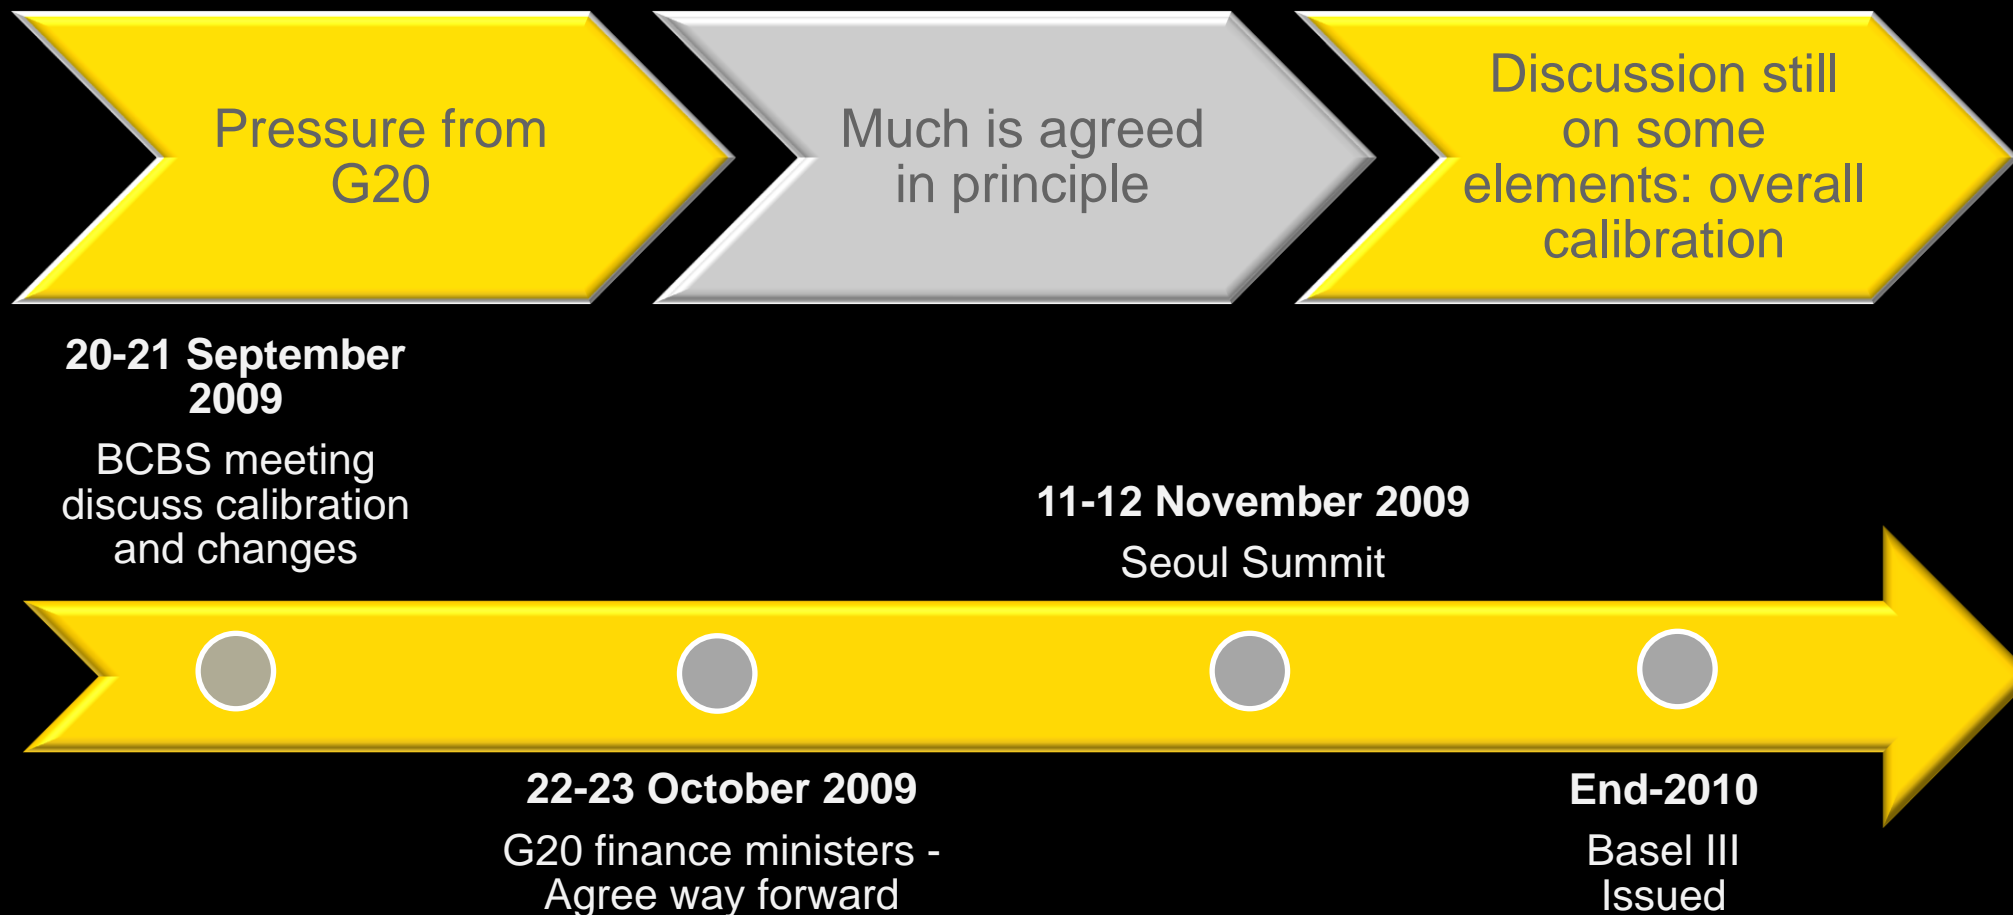 Pressure from
G20
Much is agreed
in principle
Discussion still
on some
elements: overall
calibration
20-21 September
2009
BCBS meeting
discuss calibration
and changes
11-12 November 2009
Seoul Summit
22-23 October 2009
G20 finance ministers -
Agree way forward
End-2010
Basel III
Issued